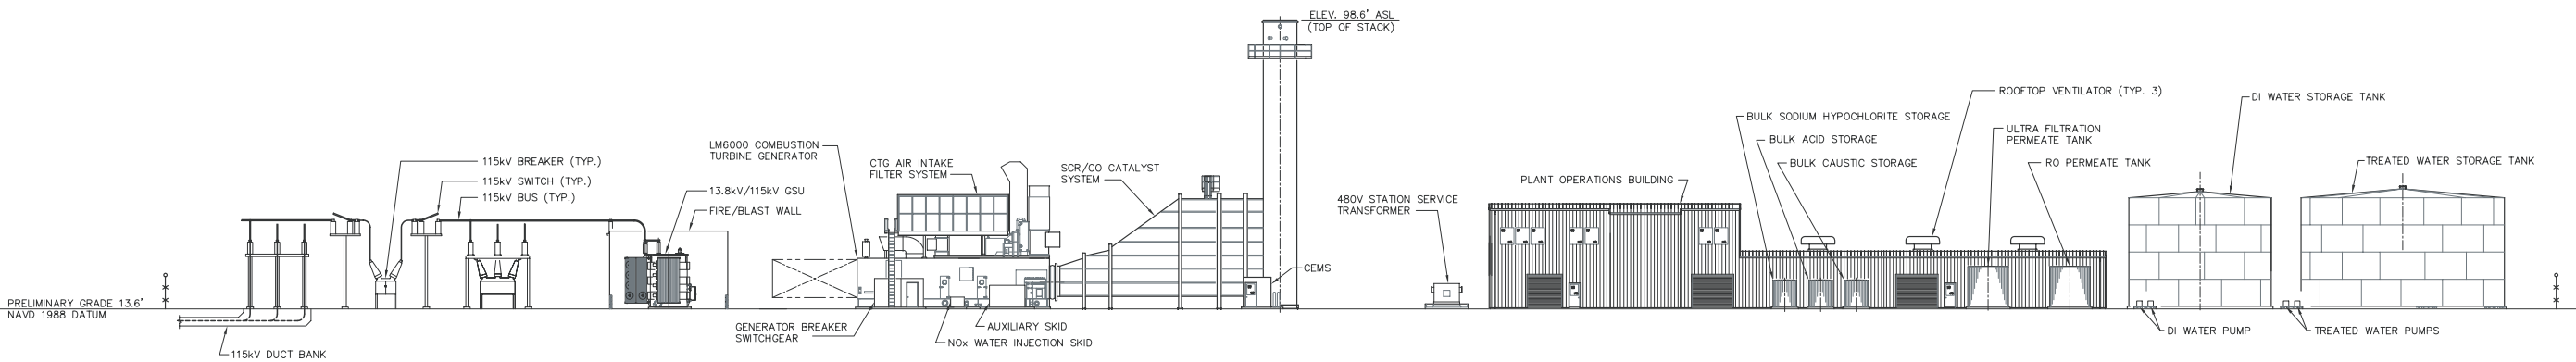 ELEV. 98.6' ASL
(TOP OF STACK)
ROOFTOP VENTILATOR (TYP. 3)
DI WATER STORAGE TANK
BULK SODIUM HYPOCHLORITE STORAGE
ULTRA FILTRATION
PERMEATE TANK
BULK ACID STORAGE
LM6000 COMBUSTION
TURBINE GENERATOR
115kV BREAKER (TYP.)
CTG AIR INTAKE
FILTER SYSTEM
SCR/CO CATALYST
SYSTEM
BULK CAUSTIC STORAGE
RO PERMEATE TANK
TREATED WATER STORAGE TANK
115kV SWITCH (TYP.)
13.8kV/115kV GSU
PLANT OPERATIONS BUILDING
115kV BUS (TYP.)
FIRE/BLAST WALL
480V STATION SERVICE
TRANSFORMER
CEMS
PRELIMINARY GRADE 13.6'
NAVD 1988 DATUM
GENERATOR BREAKER
SWITCHGEAR
AUXILIARY SKID
NOx WATER INJECTION SKID
DI WATER PUMP
TREATED WATER PUMPS
115kV DUCT BANK